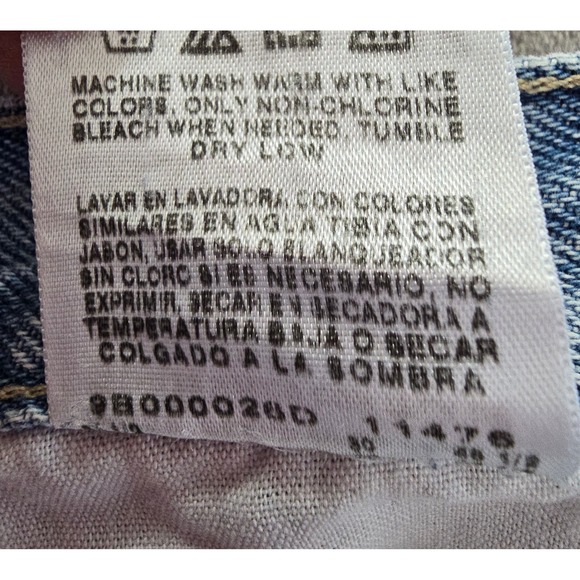 MACHINE WASH WARM WITH LIKE
COLORS, ONLY NON-CHLORINE
BLEACH WHEN NEEDED, TUMBLE
DRY LOW
LAVAR EN LAVADORA CON COLORES
SIMILARES EN AGUA TIBIA CON
JABON, USAR SOLO BLANQUEADOR
SIN CLORO SI ES NECESARIO, NO
EXPRIMIR, SECAR EN SECADORA A
TEMPERATURA BAJA O SECAR
COLGADO A LA SOMBRA
11476